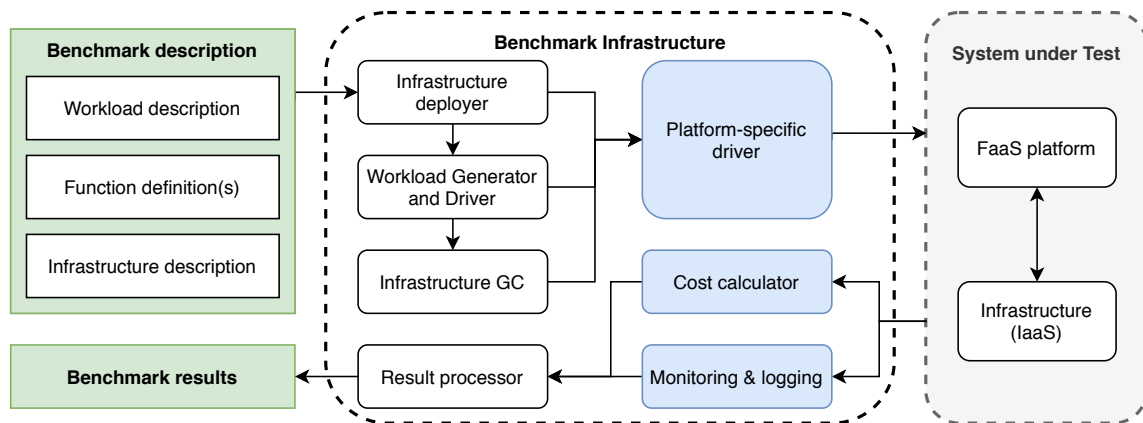 Benchmark description
Workload description
Function definition(s)
Infrastructure description
Benchmark results
Benchmark Infrastructure
Infrastructure
deployer
Workload Generator
and Driver
Infrastructure GC
Result processor
Platform-specific
driver
Cost calculator
Monitoring & logging
System under Test
FaaS platform
Infrastructure
(IaaS)